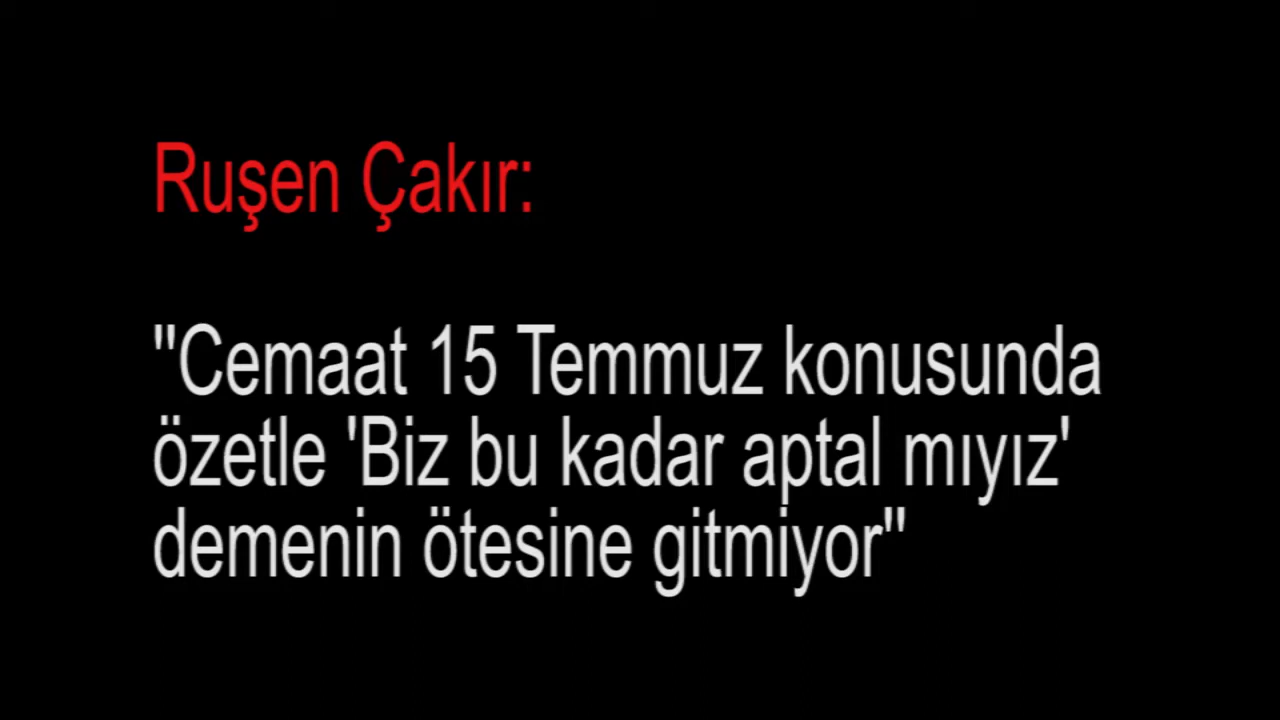 Ruşen Çakır:
"Cemaat 15 Temmuz konusunda
özetle 'Biz bu kadar aptal mıyız'
demenin ötesine gitmiyor"